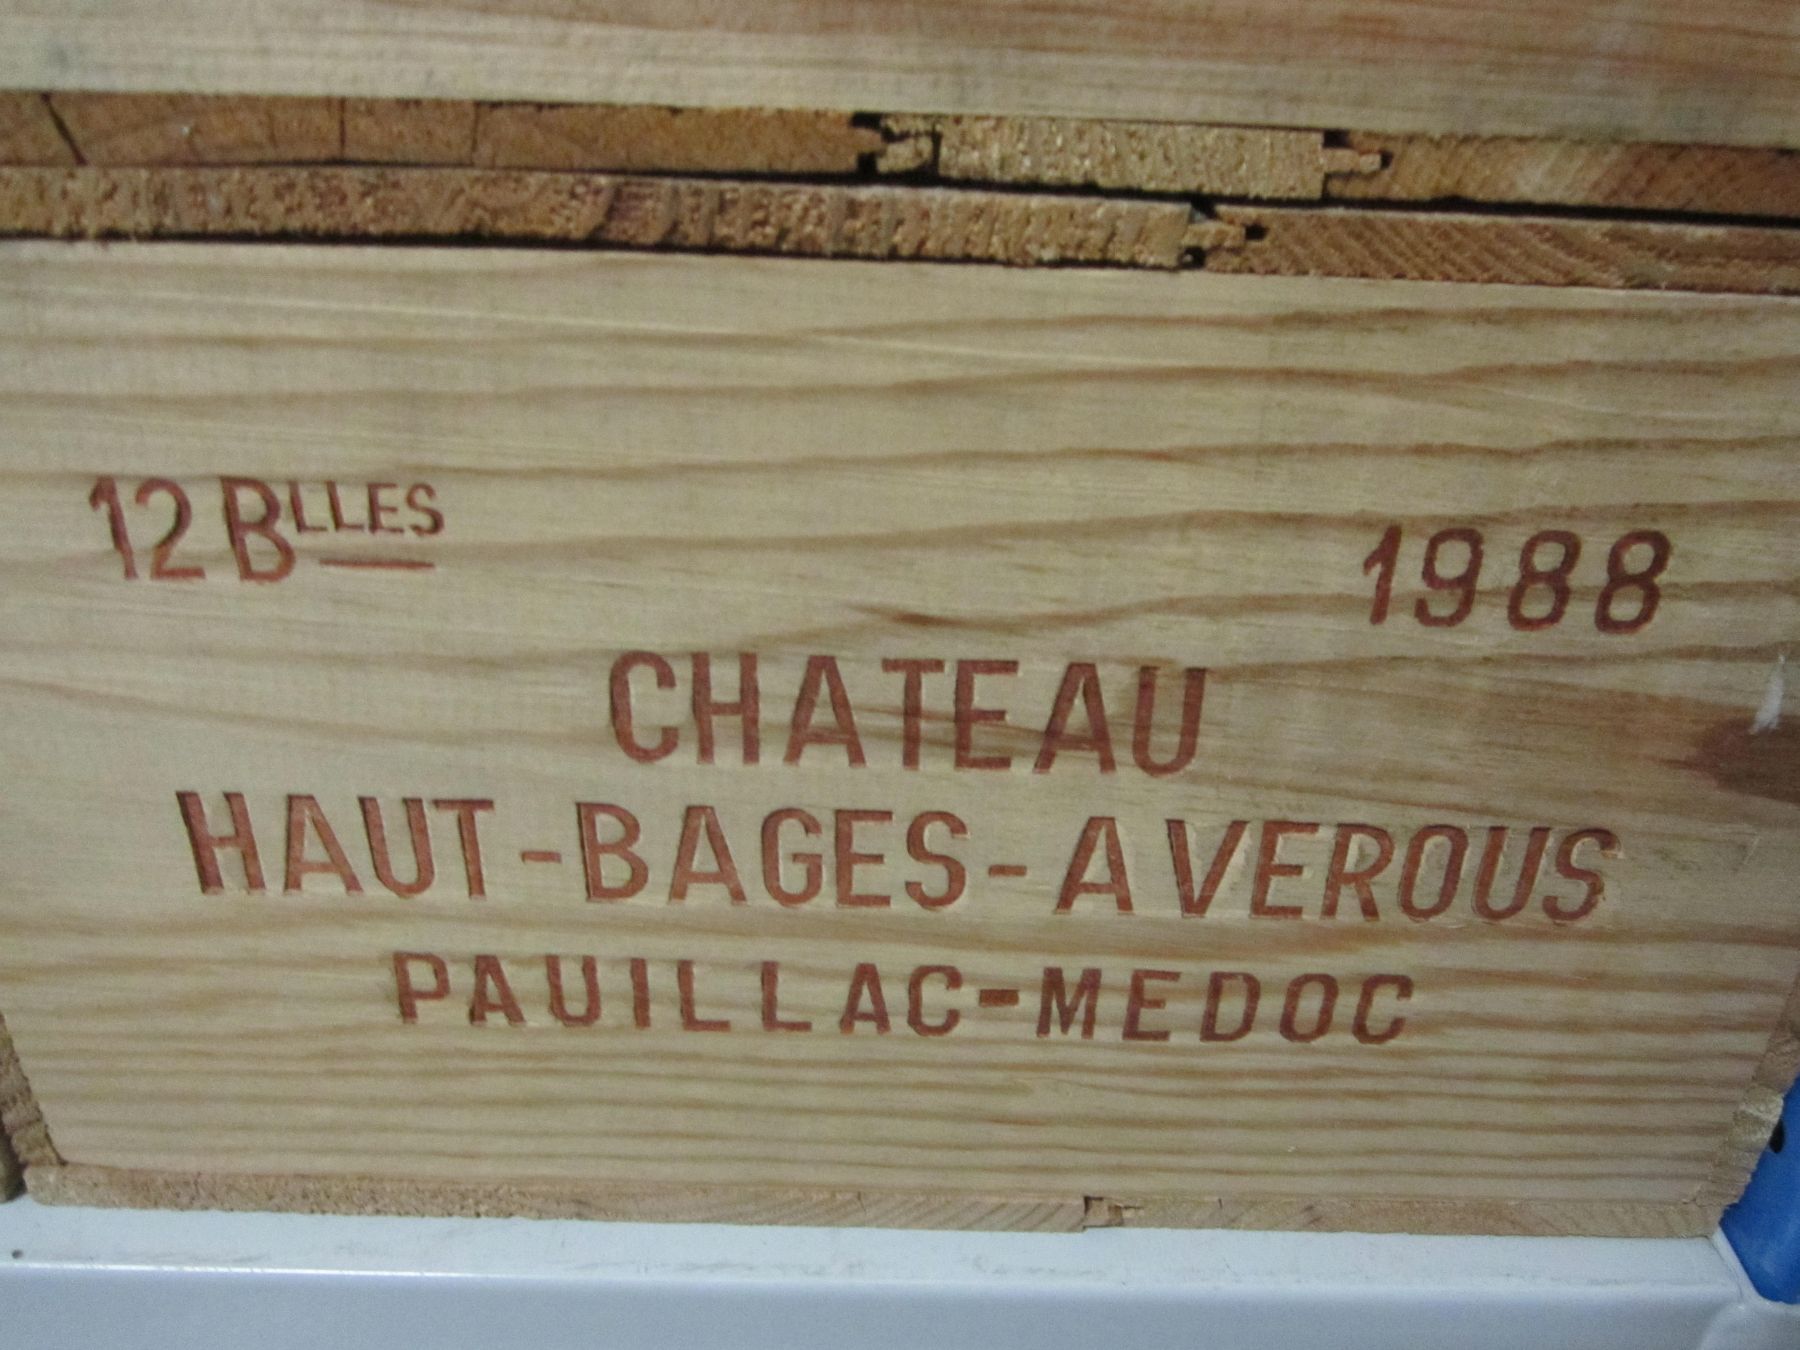 12 BLLES 1988
CHATEAU
HAUT-BAGES-AVEROUS
PAUILLAC-MEDOC